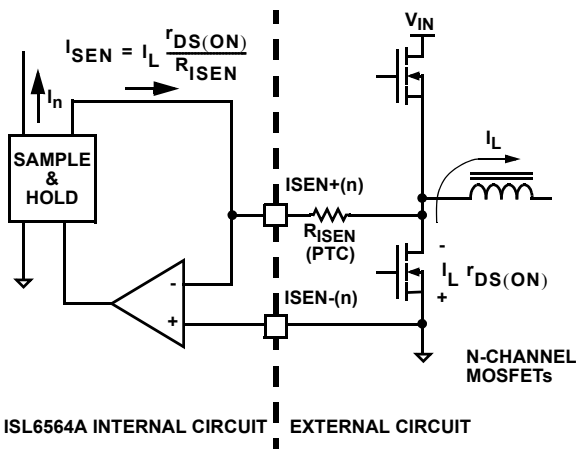 I_SEN = I_L r_DS(ON) / R_ISEN
V_IN
I_n
I_L
SAMPLE
&
HOLD
ISEN+(n)
R_ISEN
(PTC)
-
I_L r_DS(ON)
+
-
+
ISEN-(n)
N-CHANNEL
MOSFETs
ISL6564A INTERNAL CIRCUIT
EXTERNAL CIRCUIT